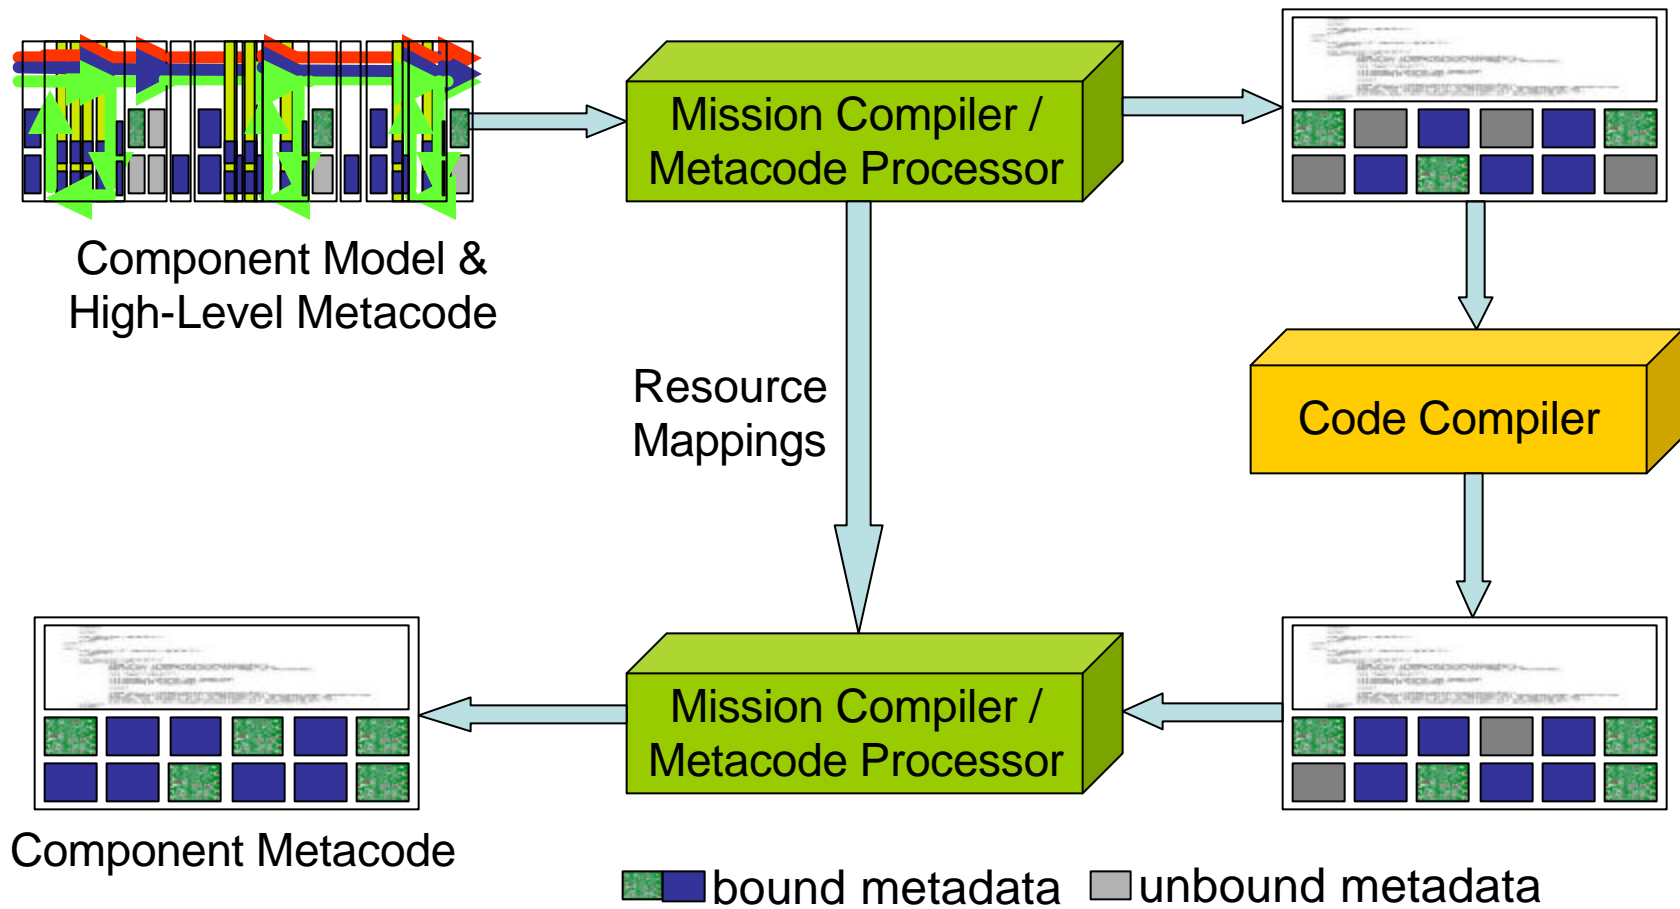 Mission Compiler /
Metacode Processor
Component Model &
High-Level Metacode
Resource
Mappings
Code Compiler
Mission Compiler /
Metacode Processor
Component Metacode
bound metadata
unbound metadata